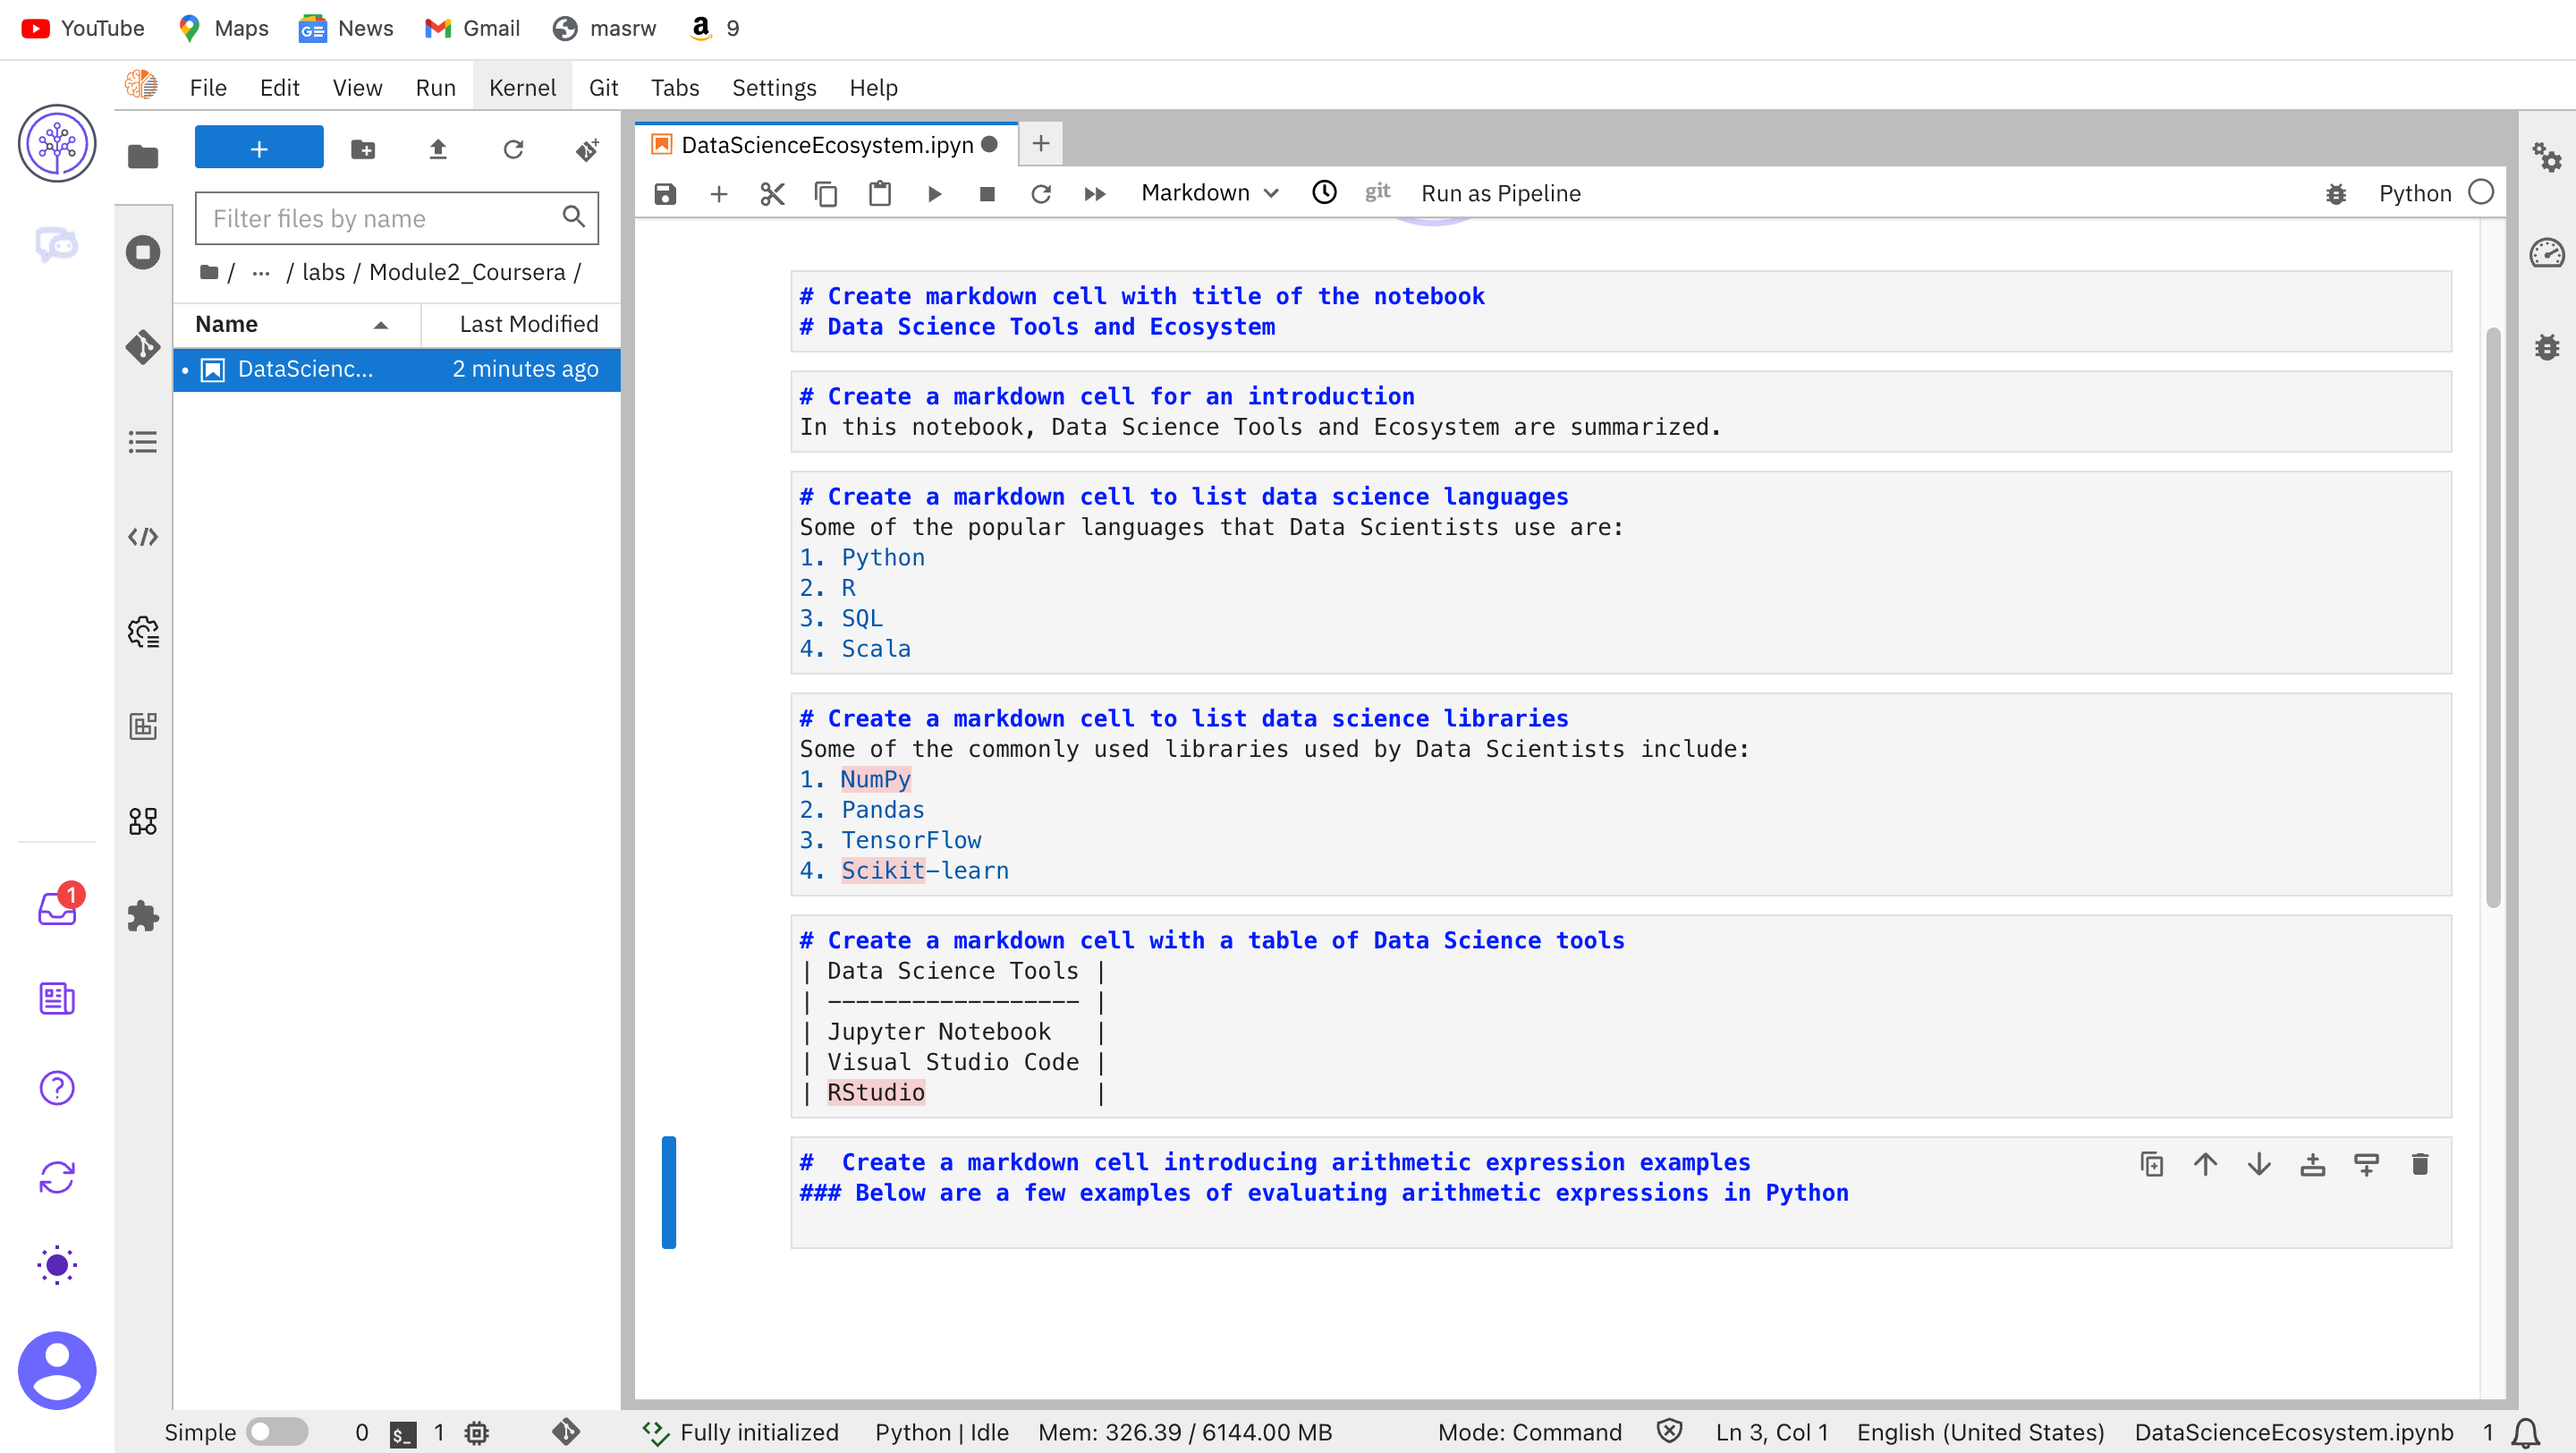 YouTube Maps News Gmail masrw 9
File Edit View Run Kernel Git Tabs Settings Help
DataScienceEcosystem.ipyn
Markdown git Run as Pipeline Python
Filter files by name
/ ... / labs / Module2_Coursera /
Name Last Modified
DataScienc... 2 minutes ago
# Create markdown cell with title of the notebook
# Data Science Tools and Ecosystem
# Create a markdown cell for an introduction
In this notebook, Data Science Tools and Ecosystem are summarized.
# Create a markdown cell to list data science languages
Some of the popular languages that Data Scientists use are:
1. Python
2. R
3. SQL
4. Scala
# Create a markdown cell to list data science libraries
Some of the commonly used libraries used by Data Scientists include:
1. NumPy
2. Pandas
3. TensorFlow
4. Scikit-learn
# Create a markdown cell with a table of Data Science tools
| Data Science Tools |
| ------------------ |
| Jupyter Notebook   |
| Visual Studio Code |
| RStudio            |
#  Create a markdown cell introducing arithmetic expression examples
### Below are a few examples of evaluating arithmetic expressions in Python
1
Simple 0 $_ 1 Fully initialized Python | Idle Mem: 326.39 / 6144.00 MB Mode: Command Ln 3, Col 1 English (United States) DataScienceEcosystem.ipynb 1